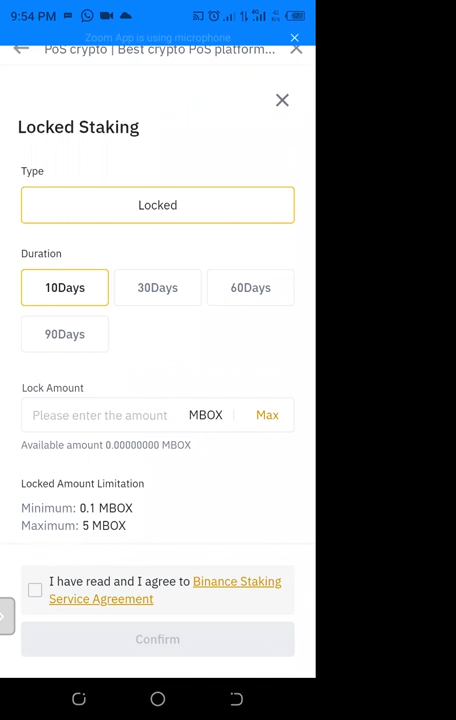 9:54 PM
Zoom App is using microphone
PoS crypto | Best crypto PoS platform...
Locked Staking
Type
Locked
Duration
10Days 30Days 60Days
90Days
Lock Amount
Please enter the amount MBOX Max
Available amount 0.00000000 MBOX
Locked Amount Limitation
Minimum: 0.1 MBOX
Maximum: 5 MBOX
I have read and I agree to Binance Staking
Service Agreement
Confirm